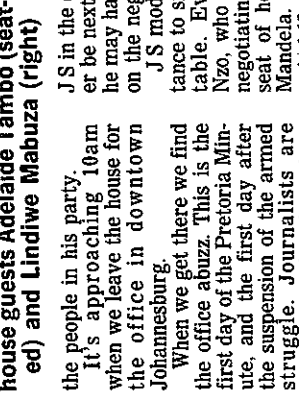 house guests Adelaide Tambo (seat-
ed) and Lindiwe Mabuza (right)
the people in his party.
It's approaching 10am
when we leave the house for
the office in downtown
Johannesburg.
When we get there we find
the office abuzz. This is the
first day of the Pretoria Min-
ute, and the first day after
the suspension of the armed
struggle. Journalists are
J S in the
er be next
he may ha
on the neg
J S mod
tance to s
table. Ev
Nzo, who
negotiatin
seat of he
Mandela.